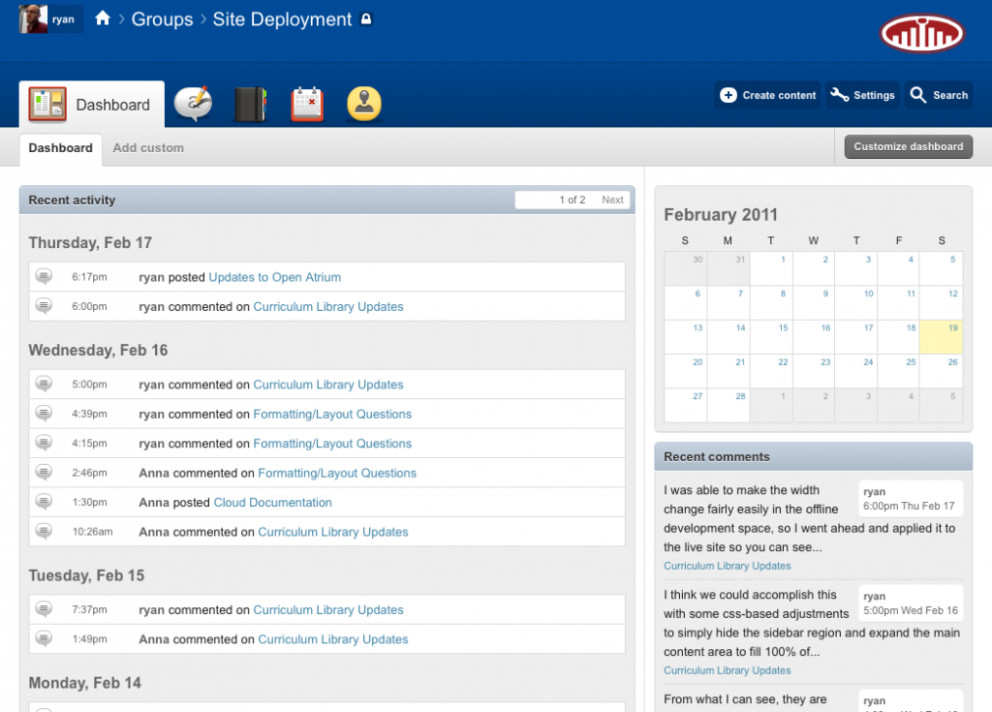 ryan
Groups › Site Deployment
Dashboard
Create content
Settings
Search
Dashboard
Add custom
Customize dashboard
Recent activity
1 of 2 Next
Thursday, Feb 17
6:17pm ryan posted Updates to Open Atrium
6:00pm ryan commented on Curriculum Library Updates
Wednesday, Feb 16
5:00pm ryan commented on Curriculum Library Updates
4:39pm ryan commented on Formatting/Layout Questions
4:15pm ryan commented on Formatting/Layout Questions
2:46pm Anna commented on Formatting/Layout Questions
1:30pm Anna posted Cloud Documentation
10:26am Anna commented on Curriculum Library Updates
Tuesday, Feb 15
7:37pm ryan commented on Curriculum Library Updates
1:49pm Anna commented on Curriculum Library Updates
Monday, Feb 14
February 2011
S M T W T F S
30 31 1 2 3 4 5
6 7 8 9 10 11 12
13 14 15 16 17 18 19
20 21 22 23 24 25 26
27 28 1 2 3 4 5
Recent comments
ryan
6:00pm Thu Feb 17
I was able to make the width
change fairly easily in the offline
development space, so I went ahead and applied it to
the live site so you can see...
Curriculum Library Updates
ryan
5:00pm Wed Feb 16
I think we could accomplish this
with some css-based adjustments
to simply hide the sidebar region and expand the main
content area to fill 100% of...
Curriculum Library Updates
ryan
From what I can see, they are